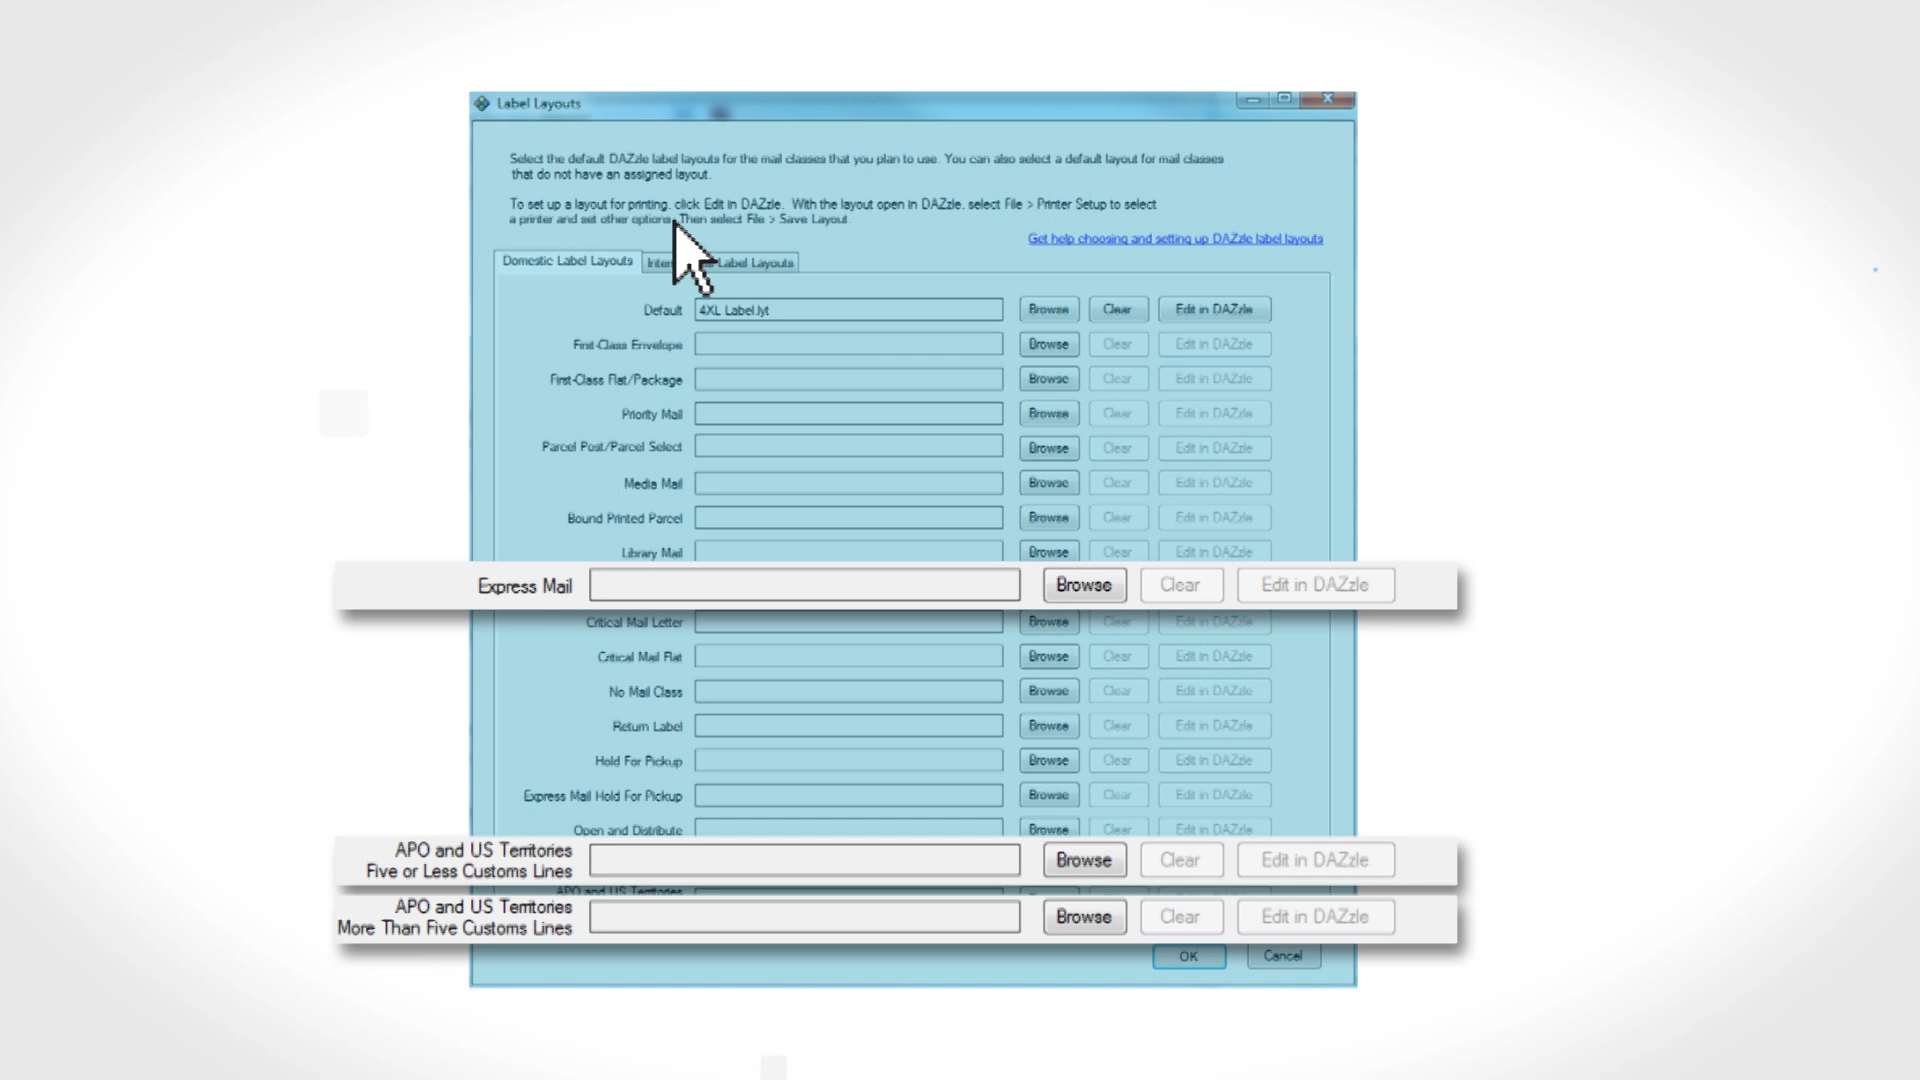 Label Layouts
Select the default DAZzle label layouts for the mail classes that you plan to use. You can also select a default layout for mail classes
that do not have an assigned layout.
To set up a layout for printing, click Edit in DAZzle. With the layout open in DAZzle, select File > Printer Setup to select
a printer and set other options. Then select File > Save Layout.
Get help choosing and setting up DAZzle label layouts
Domestic Label Layouts Label Layouts
Default 4XL Label.lyt Browse Clear Edit in DAZzle
First-Class Envelope Browse Clear Edit in DAZzle
First-Class Flat/Package Browse Clear Edit in DAZzle
Priority Mail Browse Clear Edit in DAZzle
Parcel Post/Parcel Select Browse Clear Edit in DAZzle
Media Mail Browse Clear Edit in DAZzle
Bound Printed Parcel Browse Clear Edit in DAZzle
Library Mail Browse Clear Edit in DAZzle
Express Mail Browse Clear Edit in DAZzle
Critical Mail Letter Browse Clear Edit in DAZzle
Critical Mail Flat Browse Clear Edit in DAZzle
No Mail Class Browse Clear Edit in DAZzle
Return Label Browse Clear Edit in DAZzle
Hold For Pickup Browse Clear Edit in DAZzle
Express Mail Hold For Pickup Browse Clear Edit in DAZzle
Open and Distribute Browse Clear Edit in DAZzle
APO and US Territories
Five or Less Customs Lines Browse Clear Edit in DAZzle
APO and US Territories
APO and US Territories
More Than Five Customs Lines Browse Clear Edit in DAZzle
OK Cancel